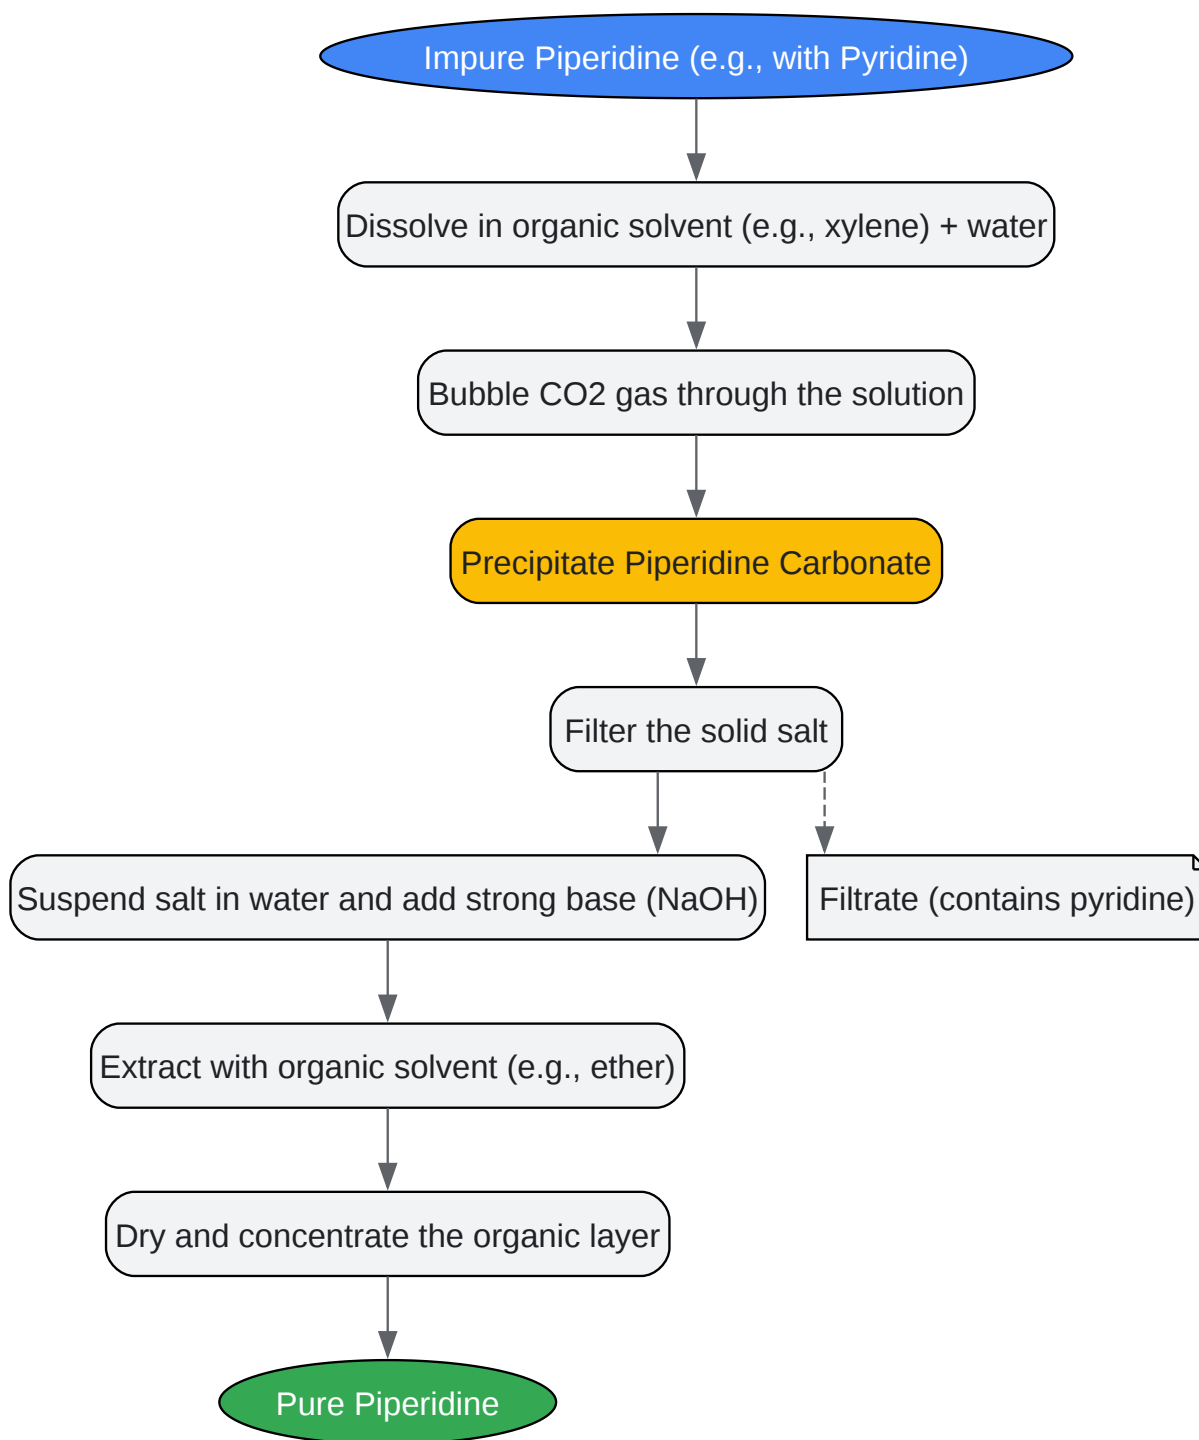 Impure Piperidine (e.g., with Pyridine)
Dissolve in organic solvent (e.g., xylene) + water
Bubble CO2 gas through the solution
Precipitate Piperidine Carbonate
Filter the solid salt
Suspend salt in water and add strong base (NaOH)
Filtrate (contains pyridine)
Extract with organic solvent (e.g., ether)
Dry and concentrate the organic layer
Pure Piperidine